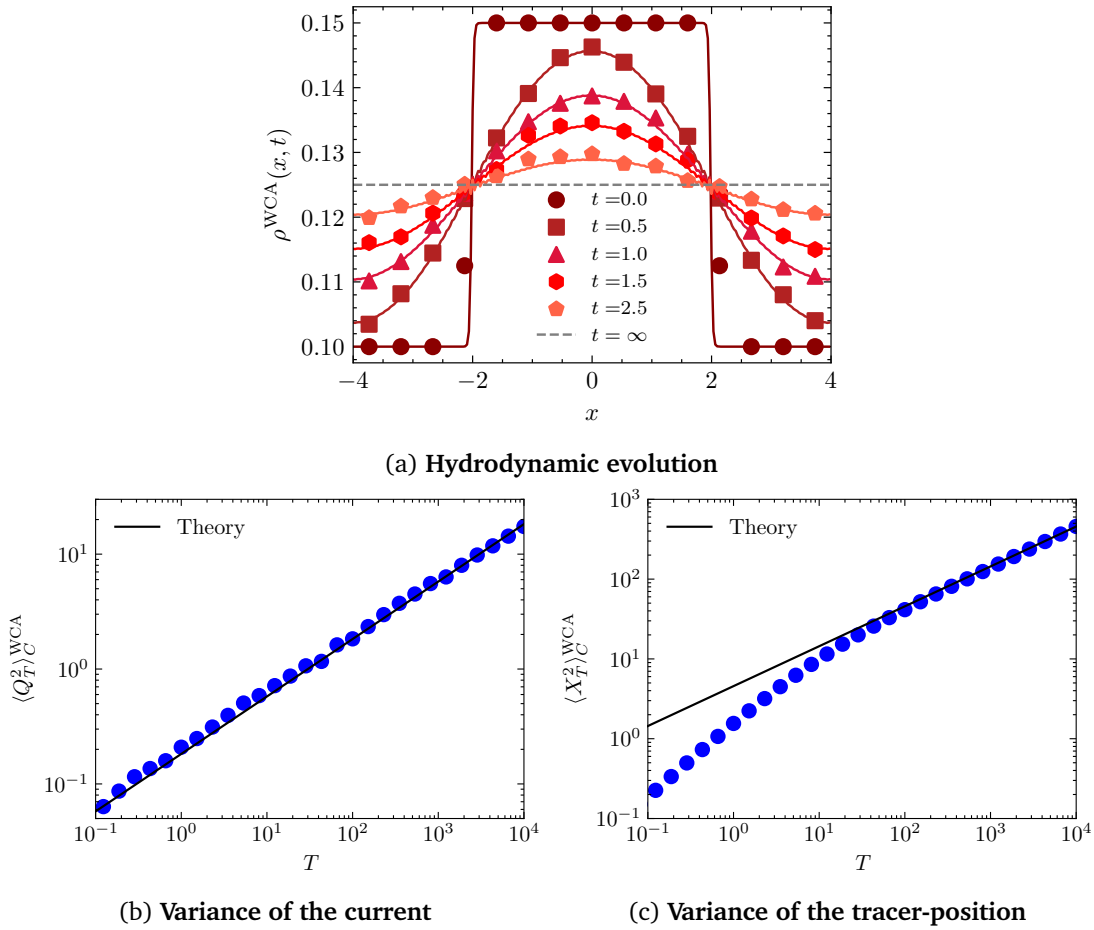 0.15
0.14
0.13
0.12
0.11
0.10
ρ^WCA(x, t)
t =0.0
t =0.5
t =1.0
t =1.5
t =2.5
t = ∞
−4 −2 0 2 4
x
(a) Hydrodynamic evolution
10^1
10^0
10^−1
⟨Q_T^2⟩_C^WCA
Theory
10^−1 10^0 10^1 10^2 10^3 10^4
T
(b) Variance of the current
10^3
10^2
10^1
10^0
10^−1
⟨X_T^2⟩_C^WCA
Theory
10^−1 10^0 10^1 10^2 10^3 10^4
T
(c) Variance of the tracer-position